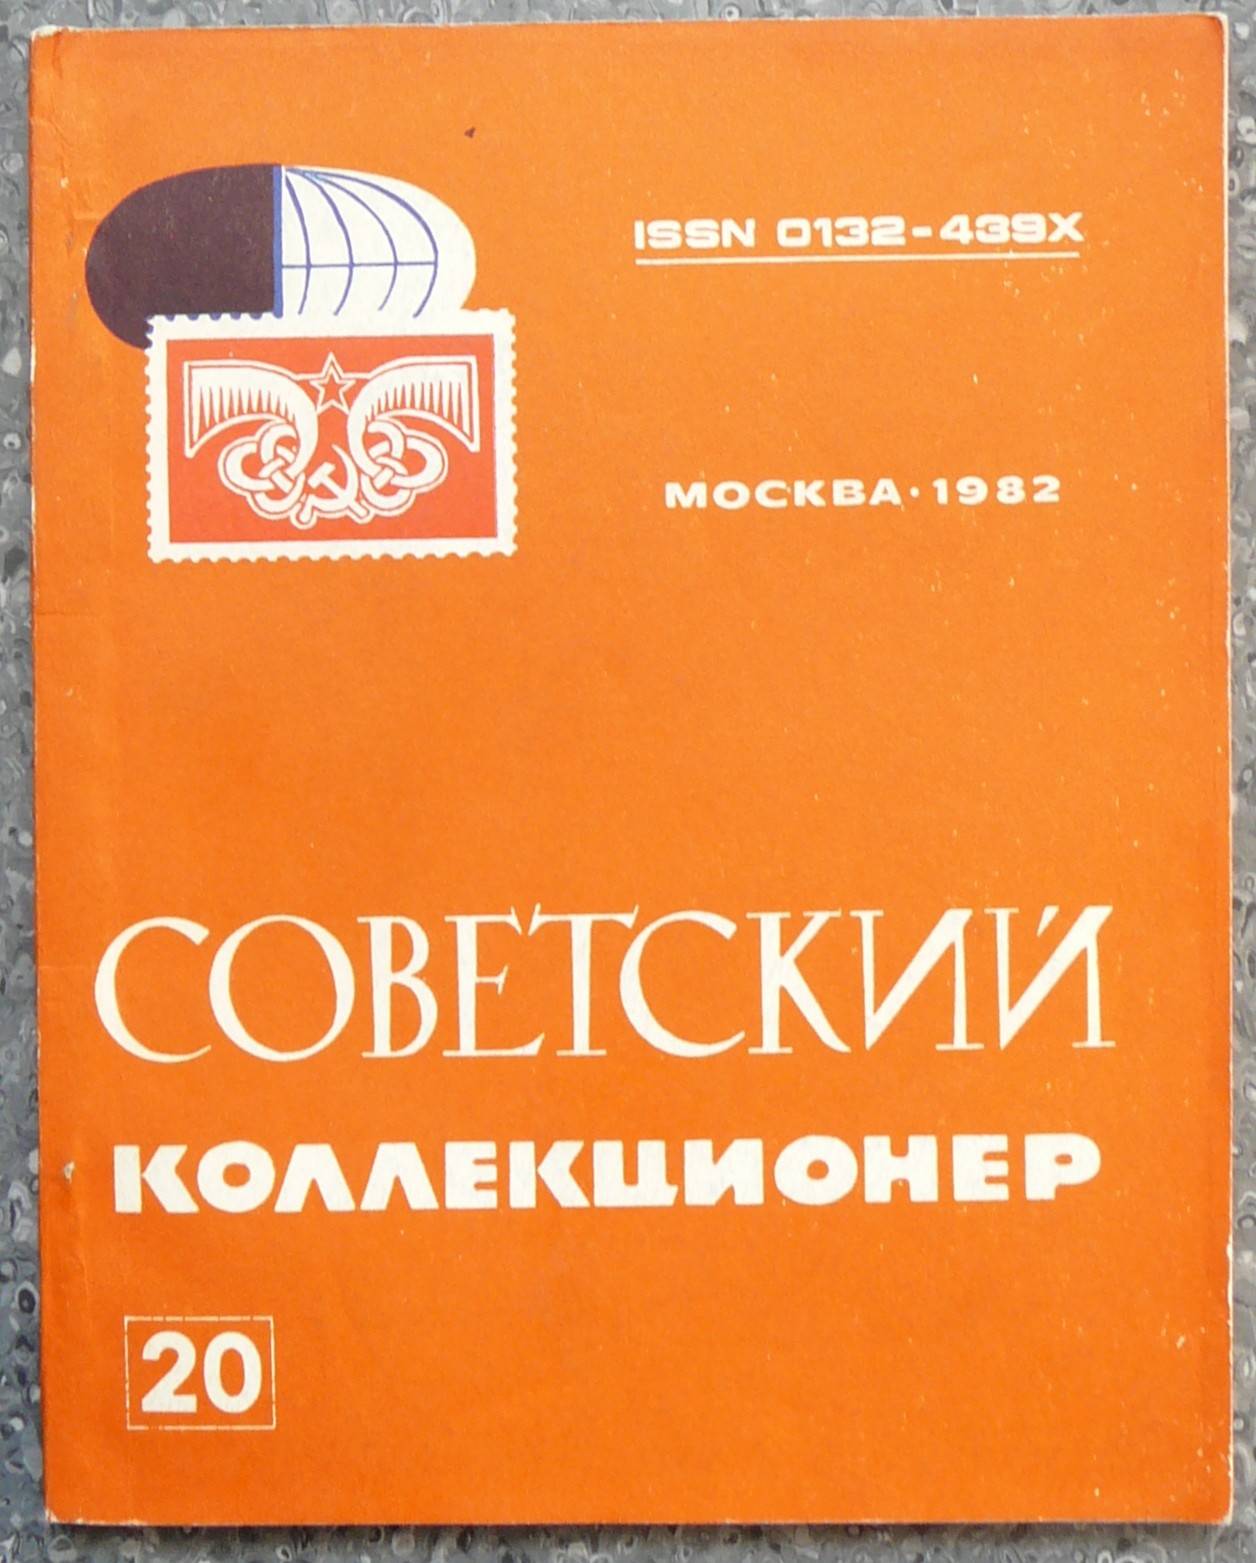 ISSN 0132-439X
МОСКВА·1982
СОВЕТСКИЙ
КОЛЛЕКЦИОНЕР
20